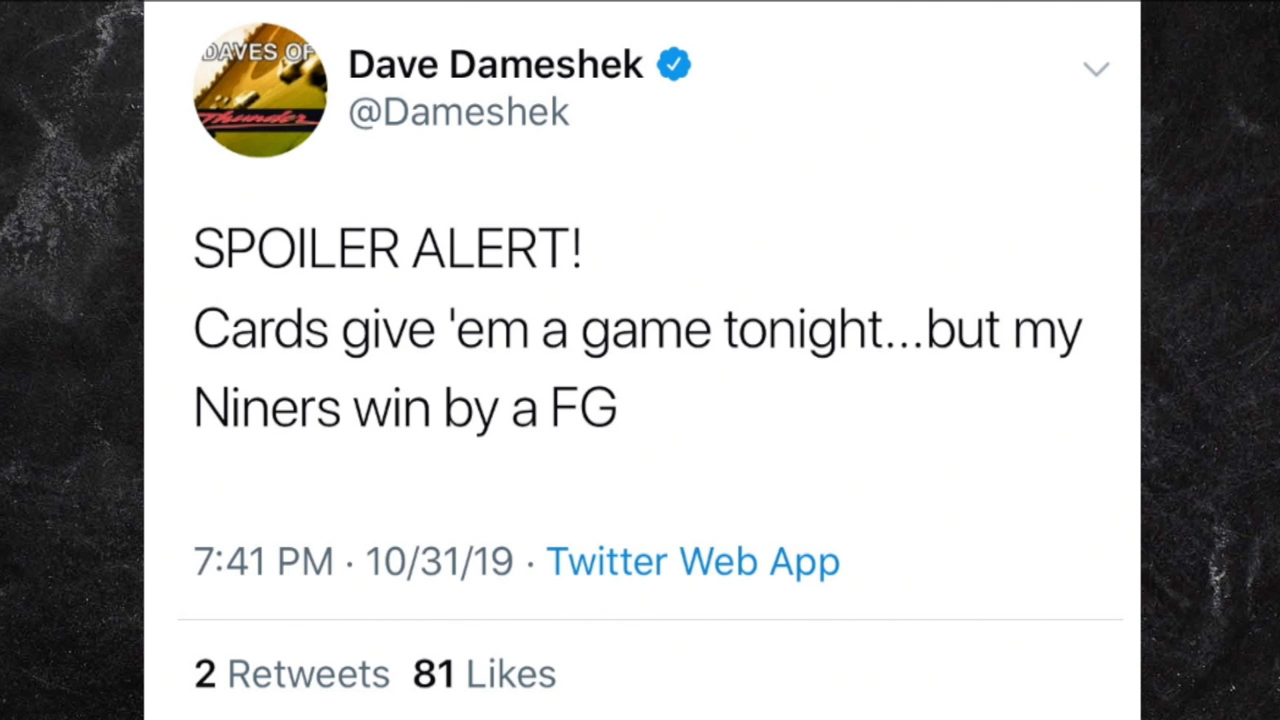 DAVES OF
Thunder
Dave Dameshek
@Dameshek
SPOILER ALERT!
Cards give 'em a game tonight...but my
Niners win by a FG
7:41 PM · 10/31/19 · Twitter Web App
2 Retweets 81 Likes